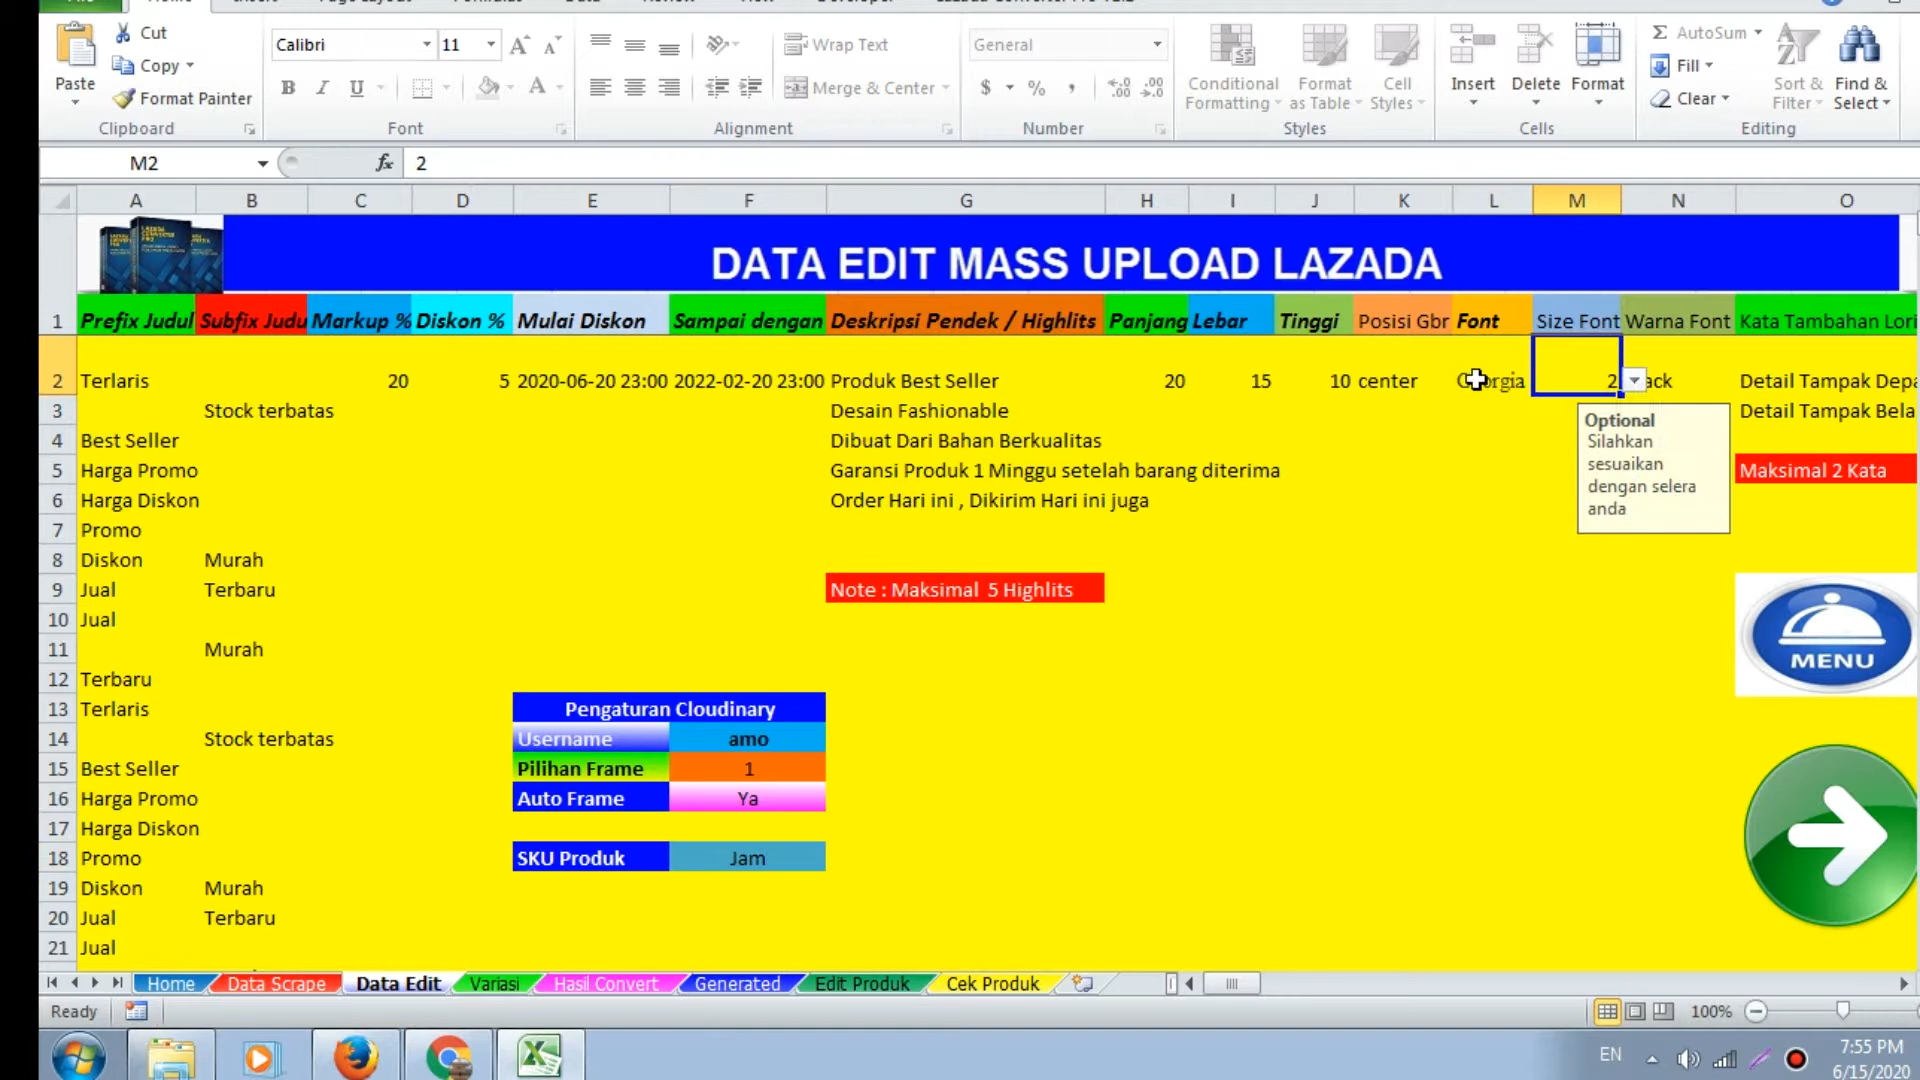 Cut
Copy
Format Painter
Paste
Clipboard
Calibri
11
B I U
Font
Wrap Text
Merge & Center
Alignment
General
$ % ,
Number
Conditional Formatting
Format as Table
Cell Styles
Styles
Insert
Delete
Format
Cells
AutoSum
Fill
Clear
Sort & Filter
Find & Select
Editing
M2
fx
2
A B C D E F G H I J K L M N O
DATA EDIT MASS UPLOAD LAZADA
1 Prefix Judul Subfix Judu Markup % Diskon % Mulai Diskon Sampai dengan Deskripsi Pendek / Highlits Panjang Lebar Tinggi Posisi Gbr Font Size Font Warna Font Kata Tambahan Lori
2 Terlaris 20 5 2020-06-20 23:00 2022-02-20 23:00 Produk Best Seller 20 15 10 center 2 Detail Tampak Depa
3 Stock terbatas Desain Fashionable Detail Tampak Bela
4 Best Seller Dibuat Dari Bahan Berkualitas
5 Harga Promo Garansi Produk 1 Minggu setelah barang diterima Maksimal 2 Kata
6 Harga Diskon Order Hari ini , Dikirim Hari ini juga
Optional
Silahkan
sesuaikan
dengan selera
anda
7 Promo
8 Diskon Murah
9 Jual Terbaru Note : Maksimal 5 Highlits
10 Jual
11 Murah
MENU
12 Terbaru
13 Terlaris Pengaturan Cloudinary
14 Stock terbatas Username amo
15 Best Seller Pilihan Frame 1
16 Harga Promo Auto Frame Ya
17 Harga Diskon
18 Promo SKU Produk Jam
19 Diskon Murah
20 Jual Terbaru
21 Jual
Home Data Scrape Data Edit Variasi Hasil Convert Generated Edit Produk Cek Produk
Ready
100%
EN
7:55 PM
6/15/2020